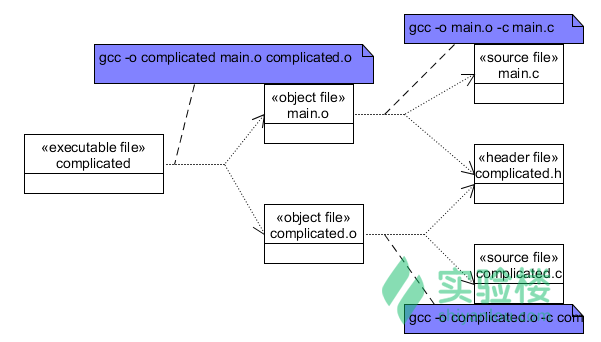 gcc -o main.o -c main.c
gcc -o complicated main.o complicated.o
«source file»
main.c
«object file»
main.o
«executable file»
complicated
«header file»
complicated.h
«object file»
complicated.o
«source file»
complicated.c
实验楼
gcc -o complicated.o -c com